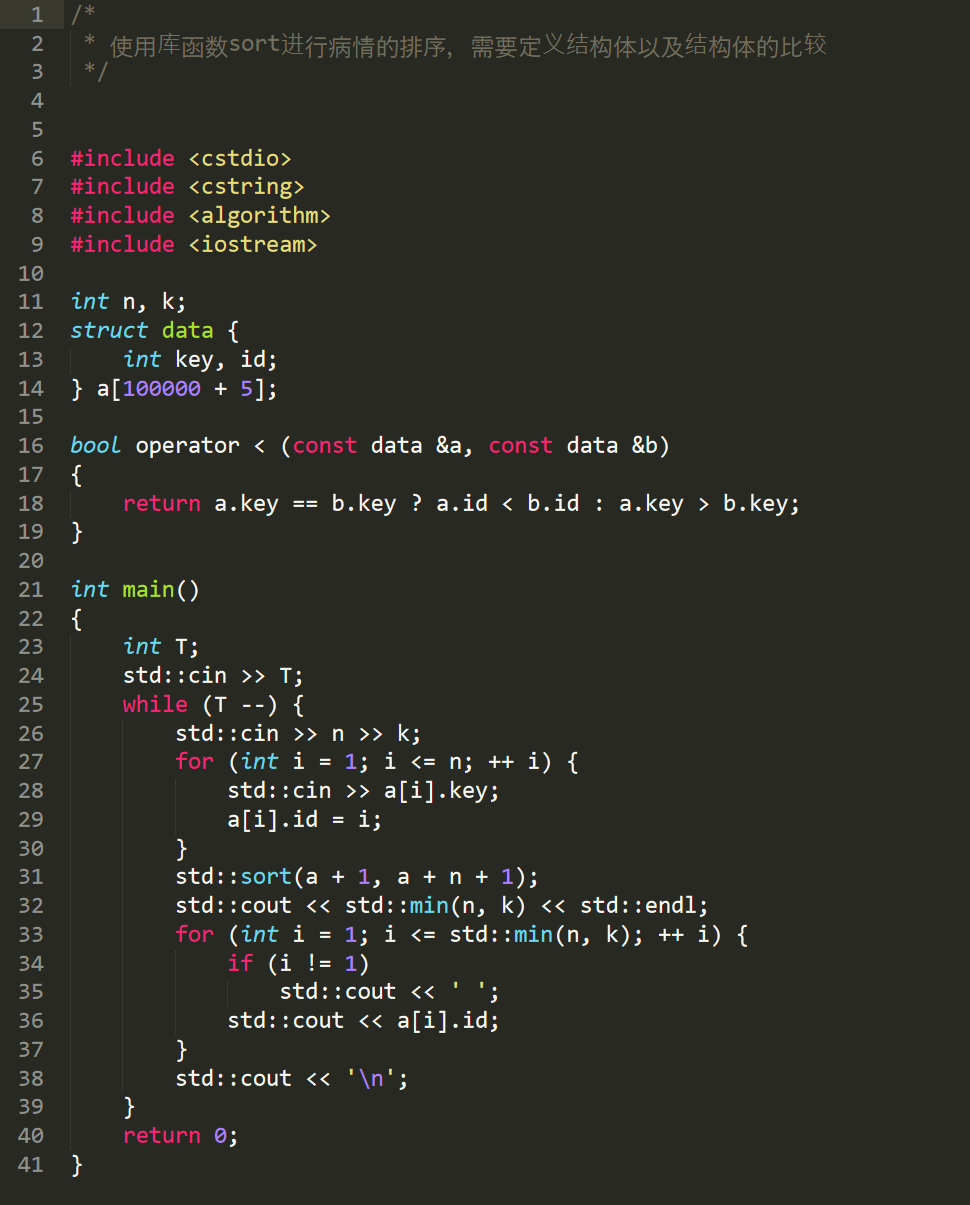 1 /*
2  * 使用库函数sort进行病情的排序，需要定义结构体以及结构体的比较
3  */
4
5
6 #include <cstdio>
7 #include <cstring>
8 #include <algorithm>
9 #include <iostream>
10
11 int n, k;
12 struct data {
13     int key, id;
14 } a[100000 + 5];
15
16 bool operator < (const data &a, const data &b)
17 {
18     return a.key == b.key ? a.id < b.id : a.key > b.key;
19 }
20
21 int main()
22 {
23     int T;
24     std::cin >> T;
25     while (T --) {
26         std::cin >> n >> k;
27         for (int i = 1; i <= n; ++ i) {
28             std::cin >> a[i].key;
29             a[i].id = i;
30         }
31         std::sort(a + 1, a + n + 1);
32         std::cout << std::min(n, k) << std::endl;
33         for (int i = 1; i <= std::min(n, k); ++ i) {
34             if (i != 1)
35                 std::cout << ' ';
36             std::cout << a[i].id;
37         }
38         std::cout << '\n';
39     }
40     return 0;
41 }